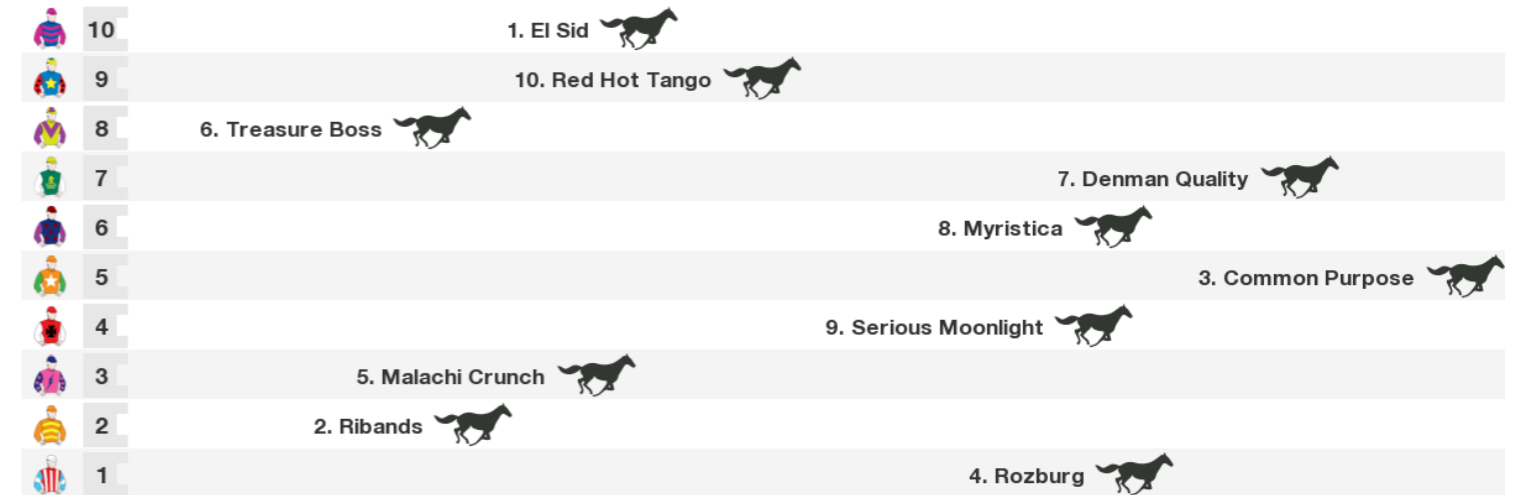 10 1. El Sid
9 10. Red Hot Tango
8 6. Treasure Boss
7 7. Denman Quality
6 8. Myristica
5 3. Common Purpose
4 9. Serious Moonlight
3 5. Malachi Crunch
2 2. Ribands
1 4. Rozburg